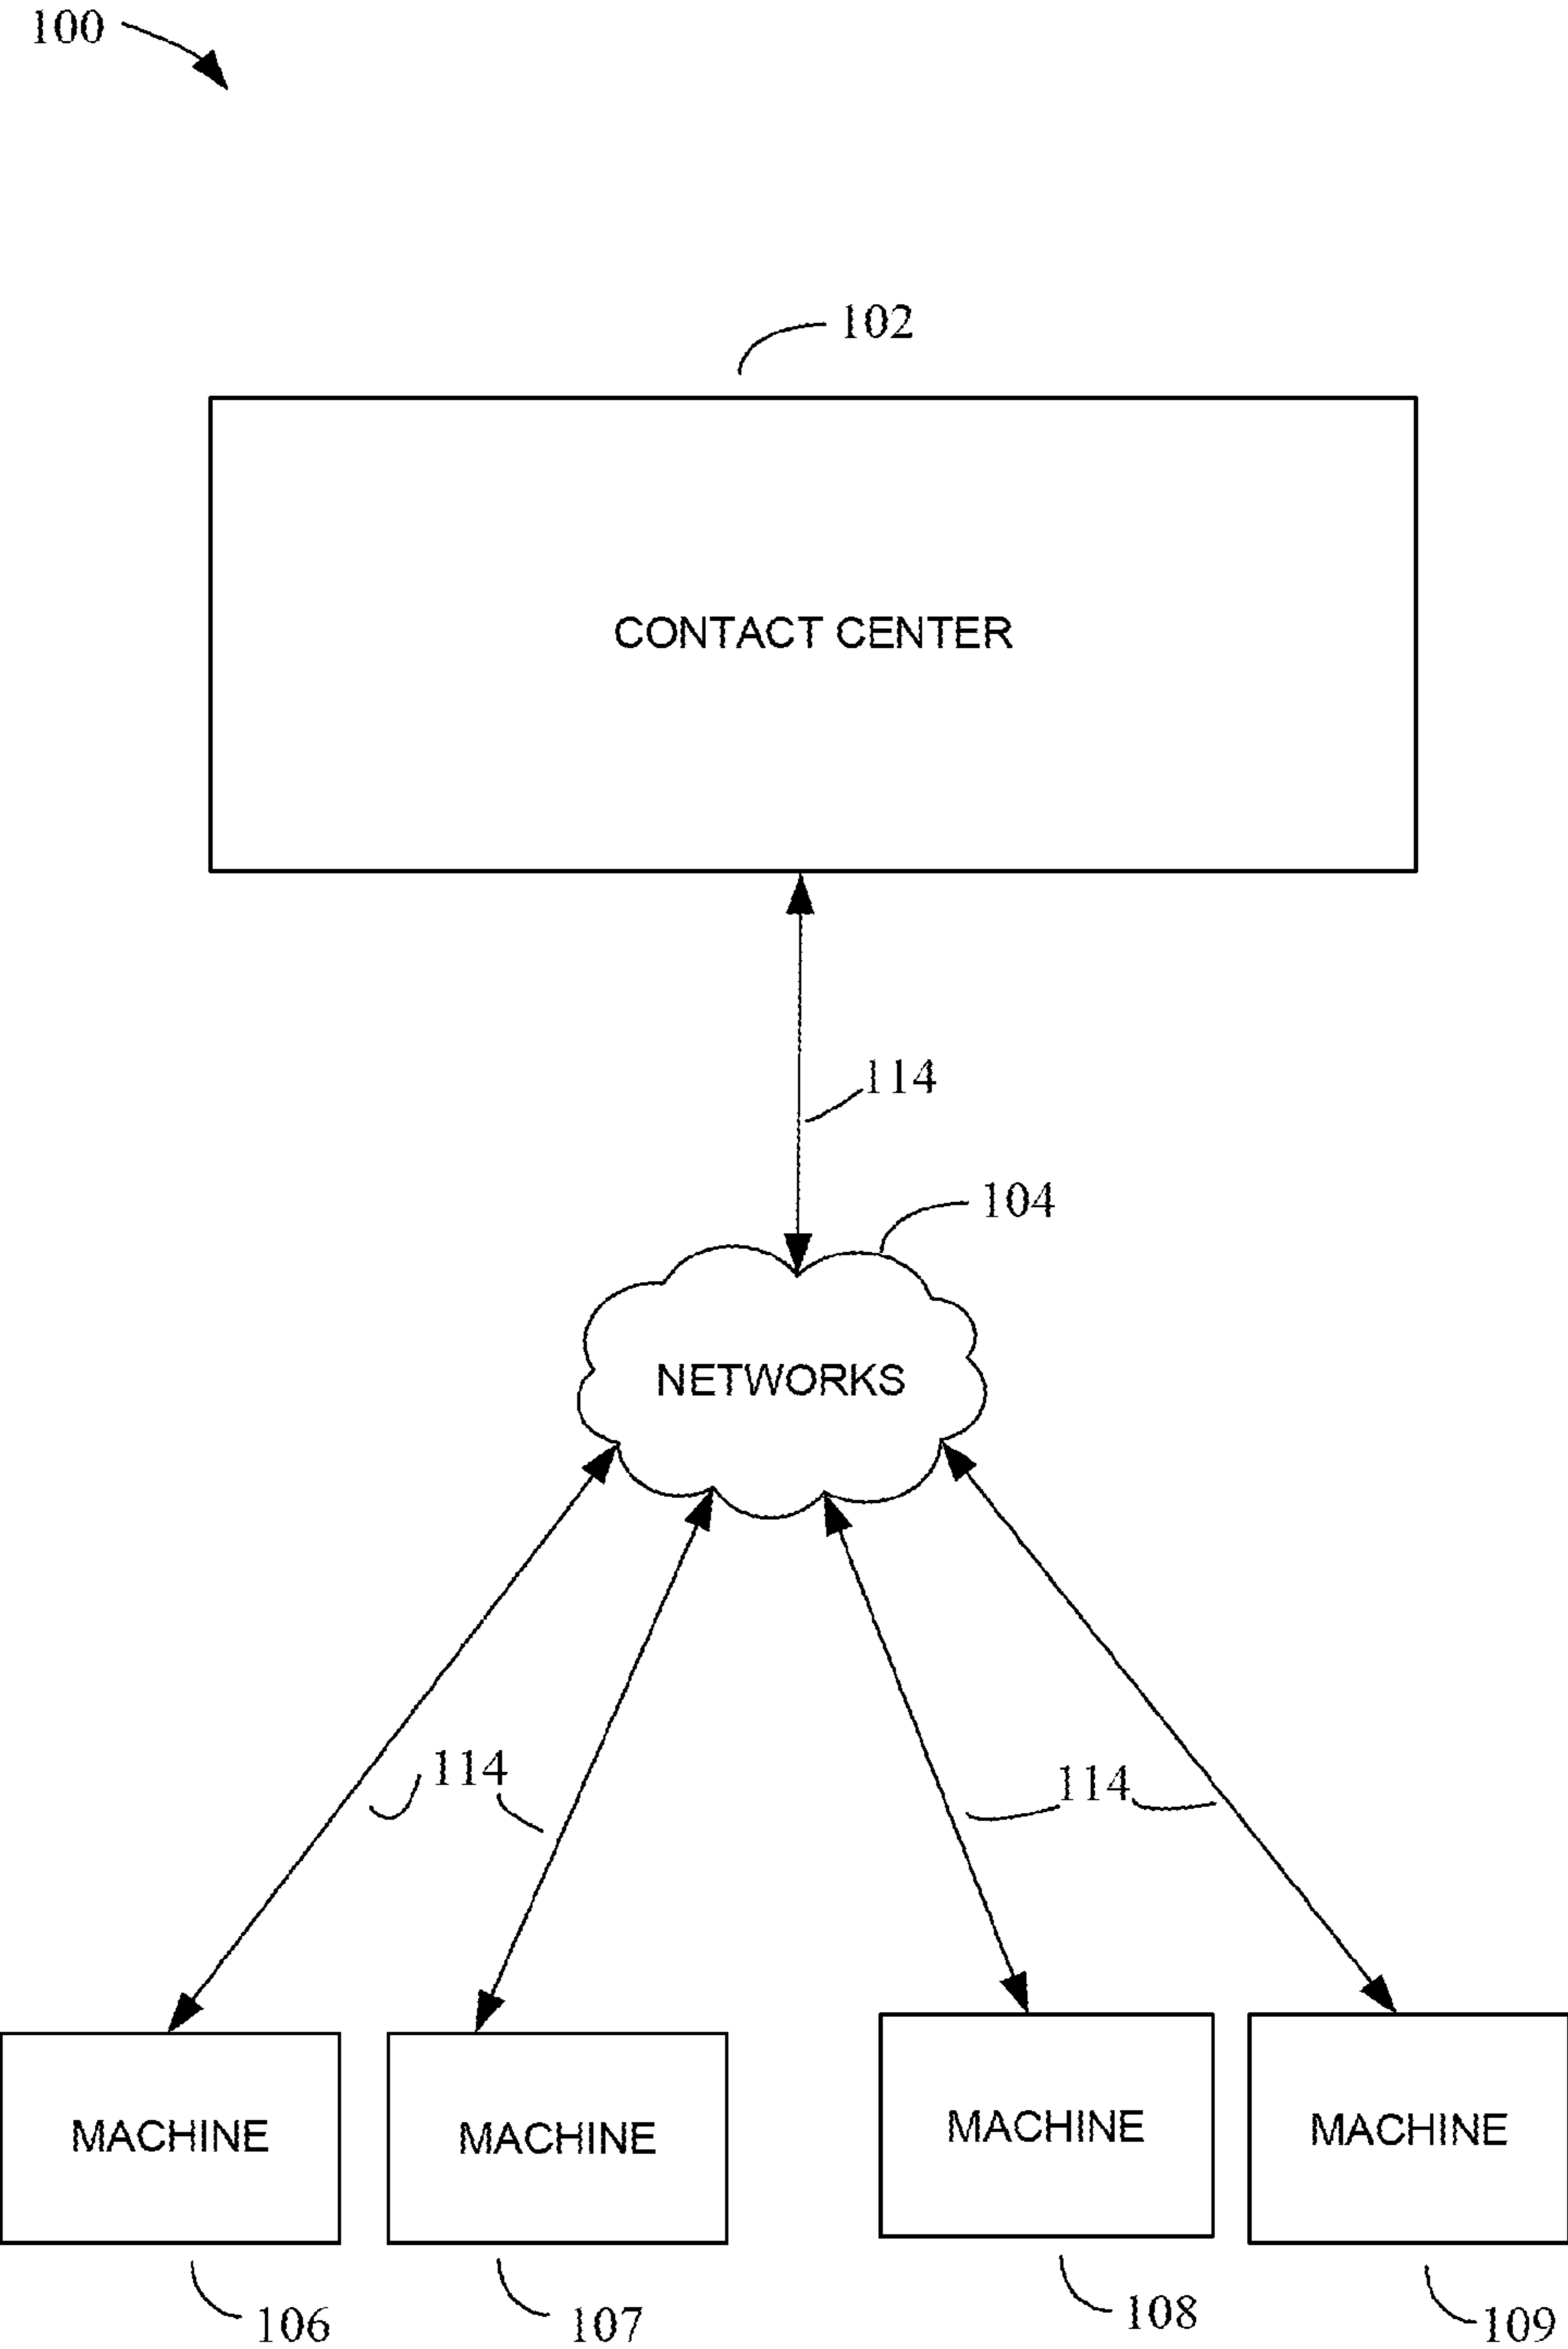 100
102
CONTACT CENTER
114
104
NETWORKS
114
114
MACHINE
MACHINE
MACHINE
MACHINE
106
107
108
109